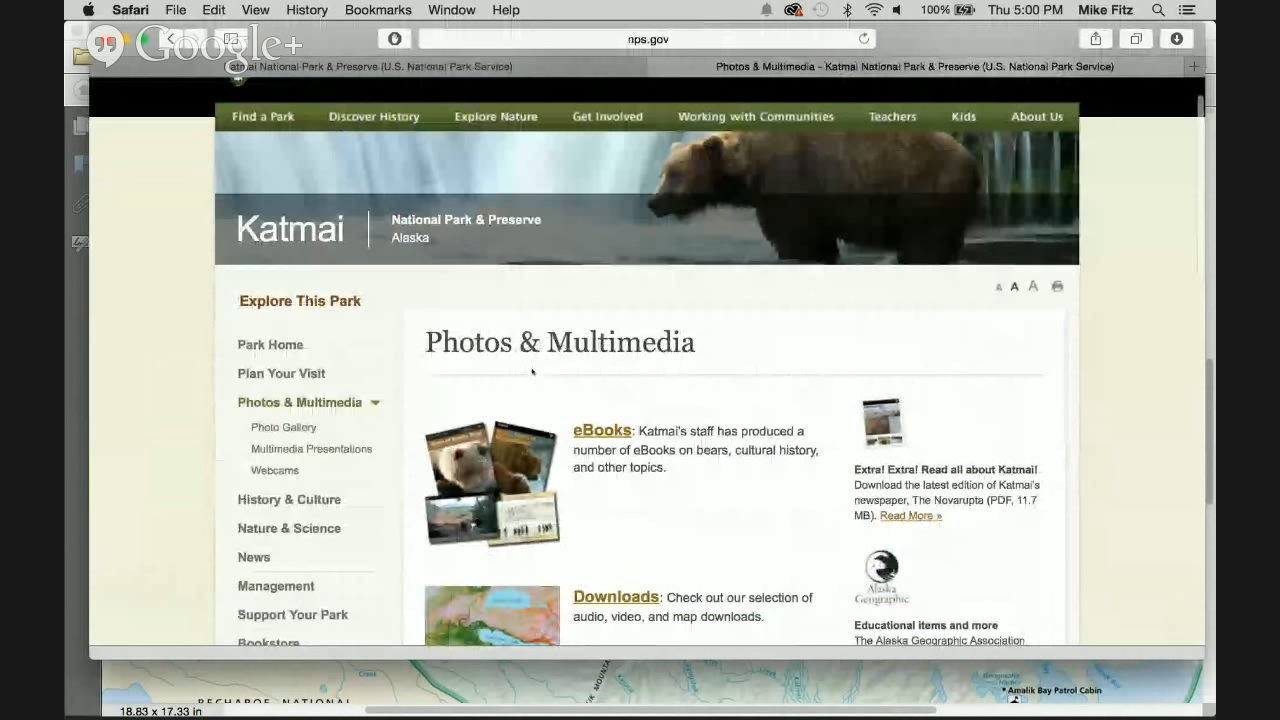 Safari File Edit View History Bookmarks Window Help 100% Thu 5:00 PM Mike Fitz
Google+
nps.gov
Katmai National Park & Preserve (U.S. National Park Service)
Photos & Multimedia - Katmai National Park & Preserve (U.S. National Park Service)
Find a Park Discover History Explore Nature Get Involved Working with Communities Teachers Kids About Us
Katmai
National Park & Preserve
Alaska
A A A
Explore This Park
Park Home
Plan Your Visit
Photos & Multimedia
Photo Gallery
Multimedia Presentations
Webcams
History & Culture
Nature & Science
News
Management
Support Your Park
Bookstore
Photos & Multimedia
eBooks: Katmai's staff has produced a
number of eBooks on bears, cultural history,
and other topics.
Downloads: Check out our selection of
audio, video, and map downloads.
Extra! Extra! Read all about Katmai!
Download the latest edition of Katmai's
newspaper, The Novarupta (PDF, 11.7
MB). Read More »
Alaska
Geographic
Educational items and more
The Alaska Geographic Association
Creek
MOUNTA
Amalik Bay Patrol Cabin
BECHAROF NATIONAL
18.83 x 17.33 in